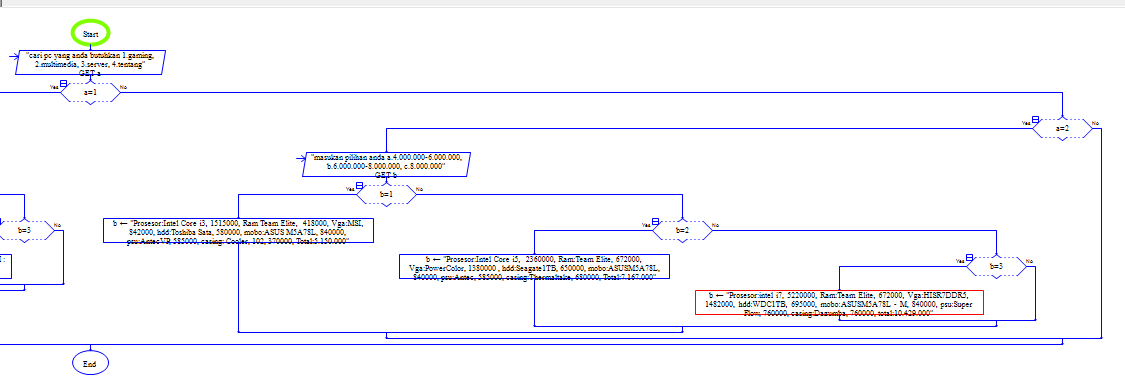 Start
"cari pc yang anda butuhkan 1.gaming,
2.multimedia, 3.server, 4.tentang"
GET a
Yes
No
a=1
Yes
No
a=2
"masukan pilihan anda a.4.000.000-6.000.000,
b.6.000.000-8.000.000, c.8.000.000"
GET b
Yes
No
b=1
No
b=3
b ← "Prosesor:Intel Core i3, 1515000, Ram Team Elite, 418000, Vga:MSI,
842000, hdd:Toshiba Sata, 580000, mobo:ASUS M5A78L, 840000,
psu:Antec VP, 585000, casing: Cooler, 102, 370000, Total:5.150.000"
Yes
No
b=2
b ← "Prosesor:Intel Core i5, 2360000, Ram:Team Elite, 672000,
Vga:PowerColor, 1380000 , hdd:Seagate1TB, 650000, mobo:ASUSM5A78L,
840000, psu:Antec, 585000, casing:Thermaltake, 680000, Total:7.167.000"
Yes
No
b=3
b ← "Prosesor:intel i7, 5220000, Ram:Team Elite, 672000, Vga:HISR7DDR5,
1482000, hdd:WDC1TB, 695000, mobo:ASUSM5A78L - M, 840000, psu:Super
Flow, 760000, casing:Dazumba, 760000, total:10.429.000"
End